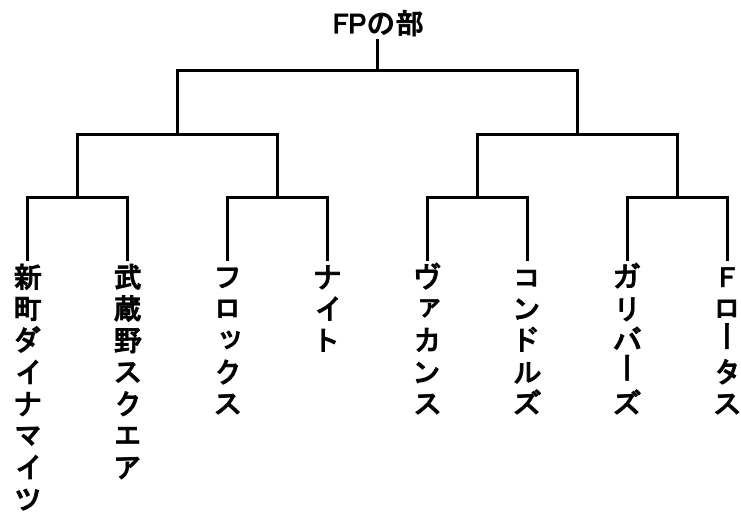 FPの部
新町ダイナマイツ
武蔵野スクエア
フロックス
ナイト
ヴァカンス
コンドルズ
ガリバーズ
Fロータス